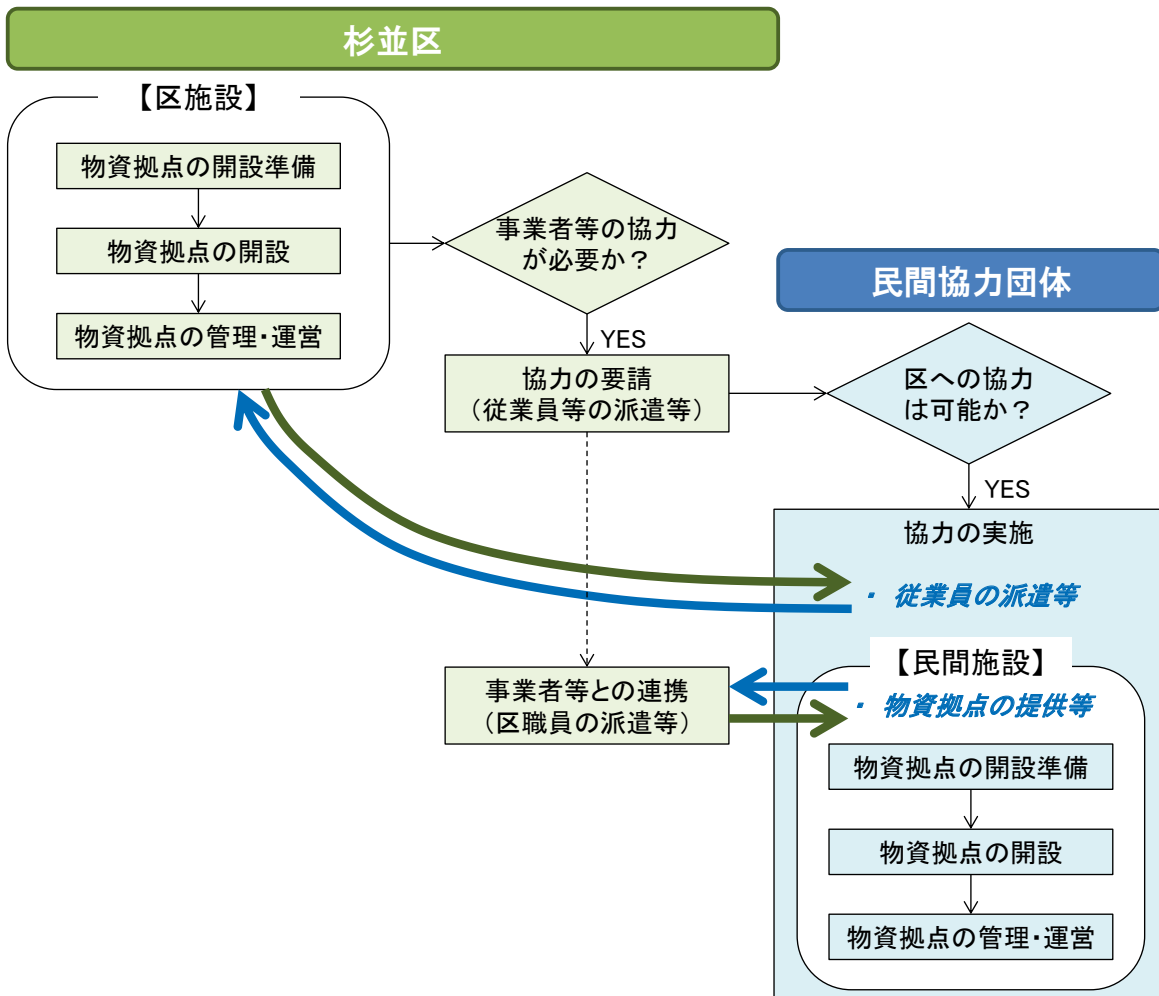 杉並区
【区施設】
物資拠点の開設準備
物資拠点の開設
物資拠点の管理・運営
事業者等の協力
が必要か？
YES
協力の要請
（従業員等の派遣等）
事業者等との連携
（区職員の派遣等）
民間協力団体
区への協力
は可能か？
YES
協力の実施
・ 従業員の派遣等
【民間施設】
・ 物資拠点の提供等
物資拠点の開設準備
物資拠点の開設
物資拠点の管理・運営